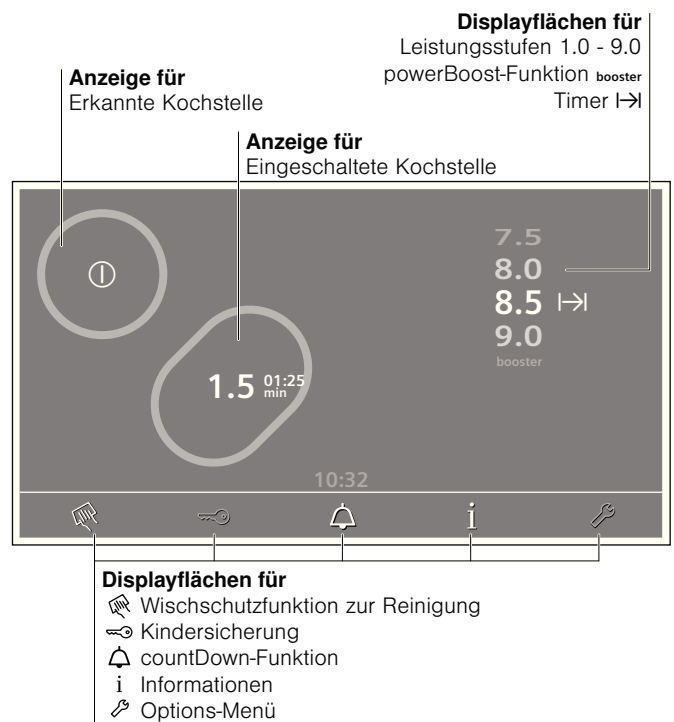 Displayflächen für
Leistungsstufen 1.0 - 9.0
powerBoost-Funktion booster
Timer
Anzeige für
Erkannte Kochstelle
Anzeige für
Eingeschaltete Kochstelle
7.5
8.0
8.5
9.0
booster
1.5 01:25
min
10:32
i
Displayflächen für
Wischschutzfunktion zur Reinigung
Kindersicherung
countDown-Funktion
i Informationen
Options-Menü